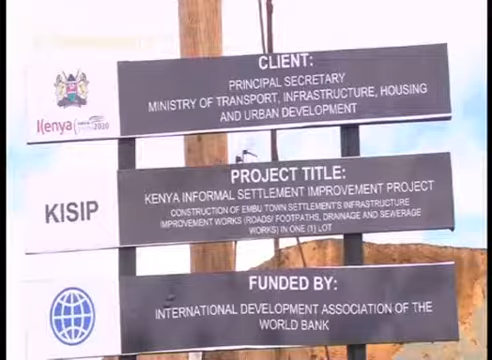 CLIENT:
PRINCIPAL SECRETARY
MINISTRY OF TRANSPORT, INFRASTRUCTURE, HOUSING
AND URBAN DEVELOPMENT
Kenya
2030
PROJECT TITLE:
KENYA INFORMAL SETTLEMENT IMPROVEMENT PROJECT
KISIP
CONSTRUCTION OF EMBU TOWN SETTLEMENT'S INFRASTRUCTURE
IMPROVEMENT WORKS (ROADS/ FOOTPATHS, DRAINAGE AND SEWERAGE
WORKS) IN ONE (1) LOT
FUNDED BY:
INTERNATIONAL DEVELOPMENT ASSOCIATION OF THE
WORLD BANK